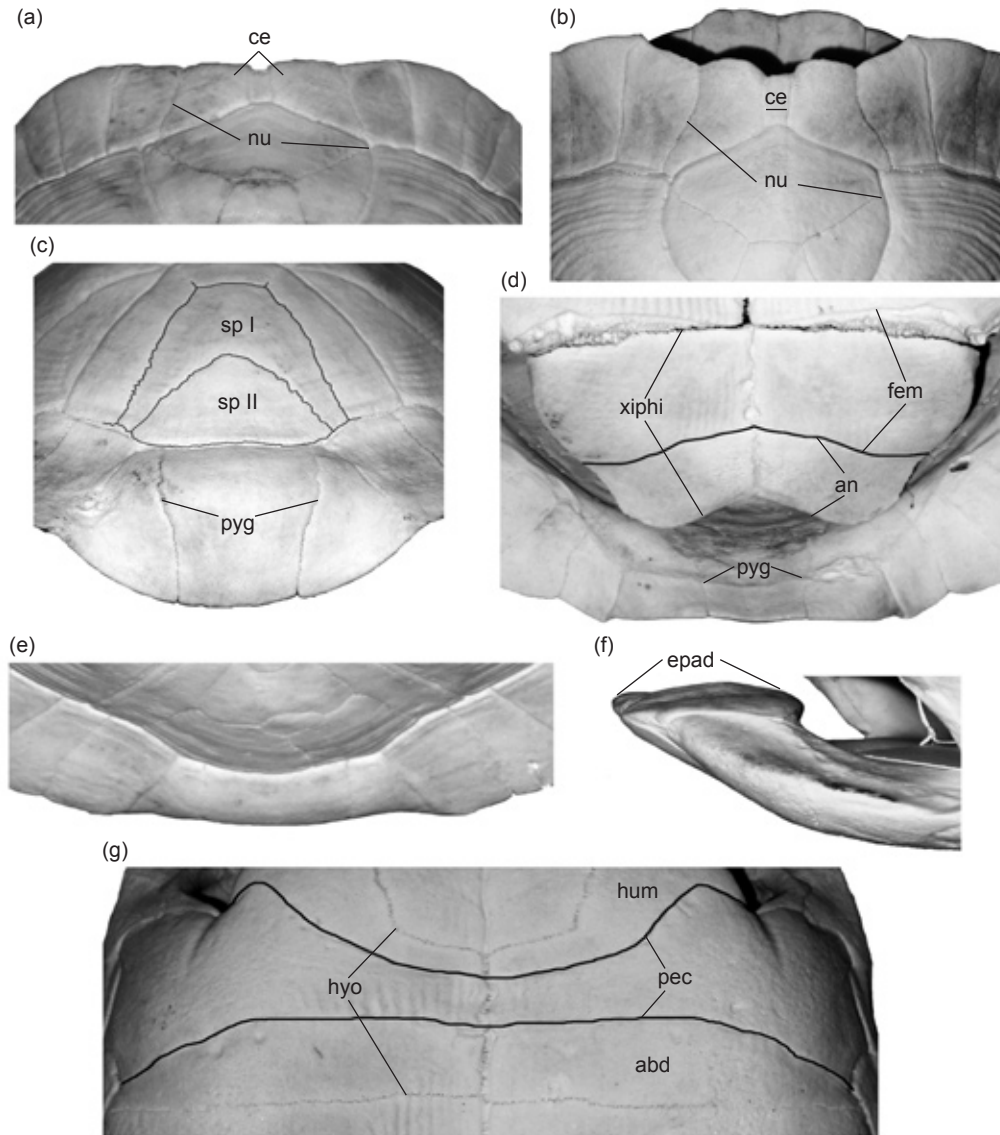 (a)
ce
nu
(b)
ce
nu
(c)
sp I
sp II
pyg
(d)
xiphi
fem
an
pyg
(e)
(f)
epad
(g)
hum
hyo
pec
abd